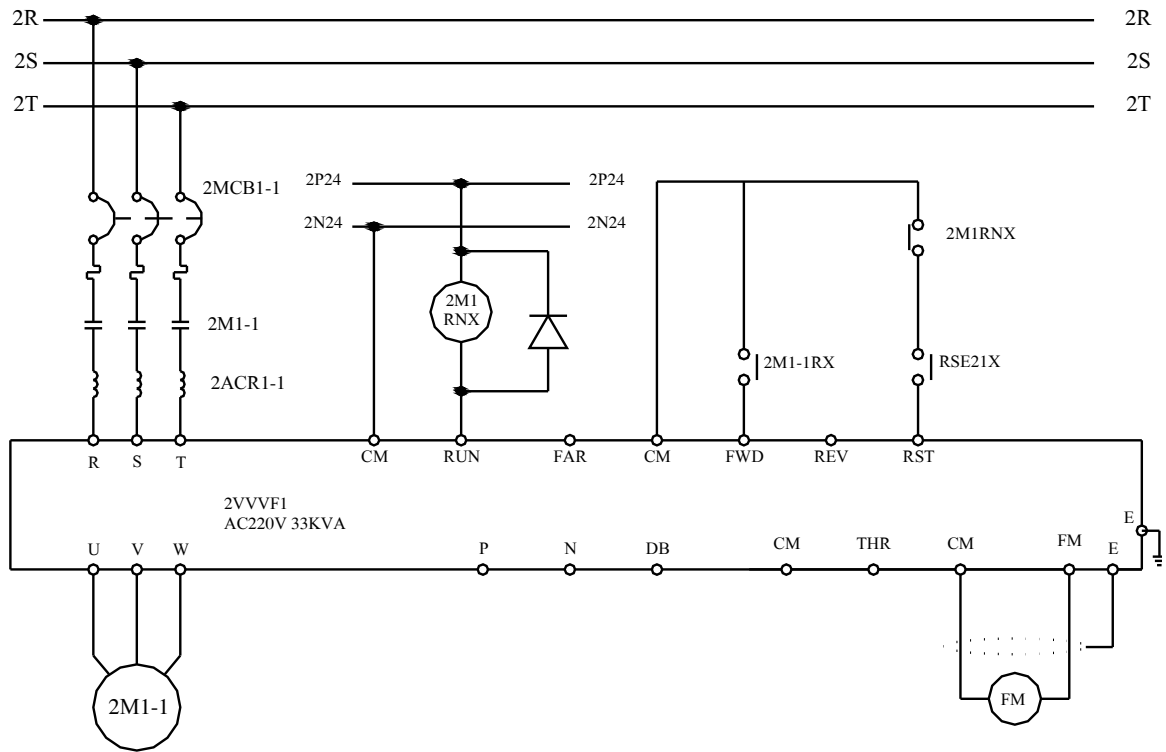 2R 2R
2S 2S
2T 2T
2MCB1-1
2P24 2P24
2N24 2N24
2M1RNX
2M1
RNX
2M1-1
2M1-1RX
RSE21X
2ACR1-1
R S T CM RUN FAR CM FWD REV RST
2VVVF1
AC220V 33KVA
E
U V W P N DB CM THR CM FM E
2M1-1
FM